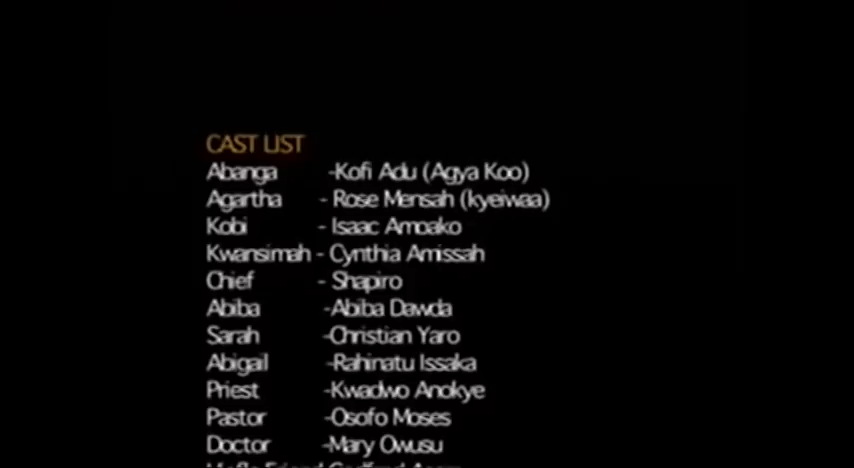 CAST LIST
Abanga -Kofi Adu (Agya Koo)
Agartha - Rose Mensah (kyeiwaa)
Kobi - Isaac Amoako
Kwansimah - Cynthia Amissah
Chief - Shapiro
Abiba -Abiba Dawda
Sarah -Christian Yaro
Abigail -Rahinatu Issaka
Priest -Kwadwo Anokye
Pastor -Osofo Moses
Doctor -Mary Owusu